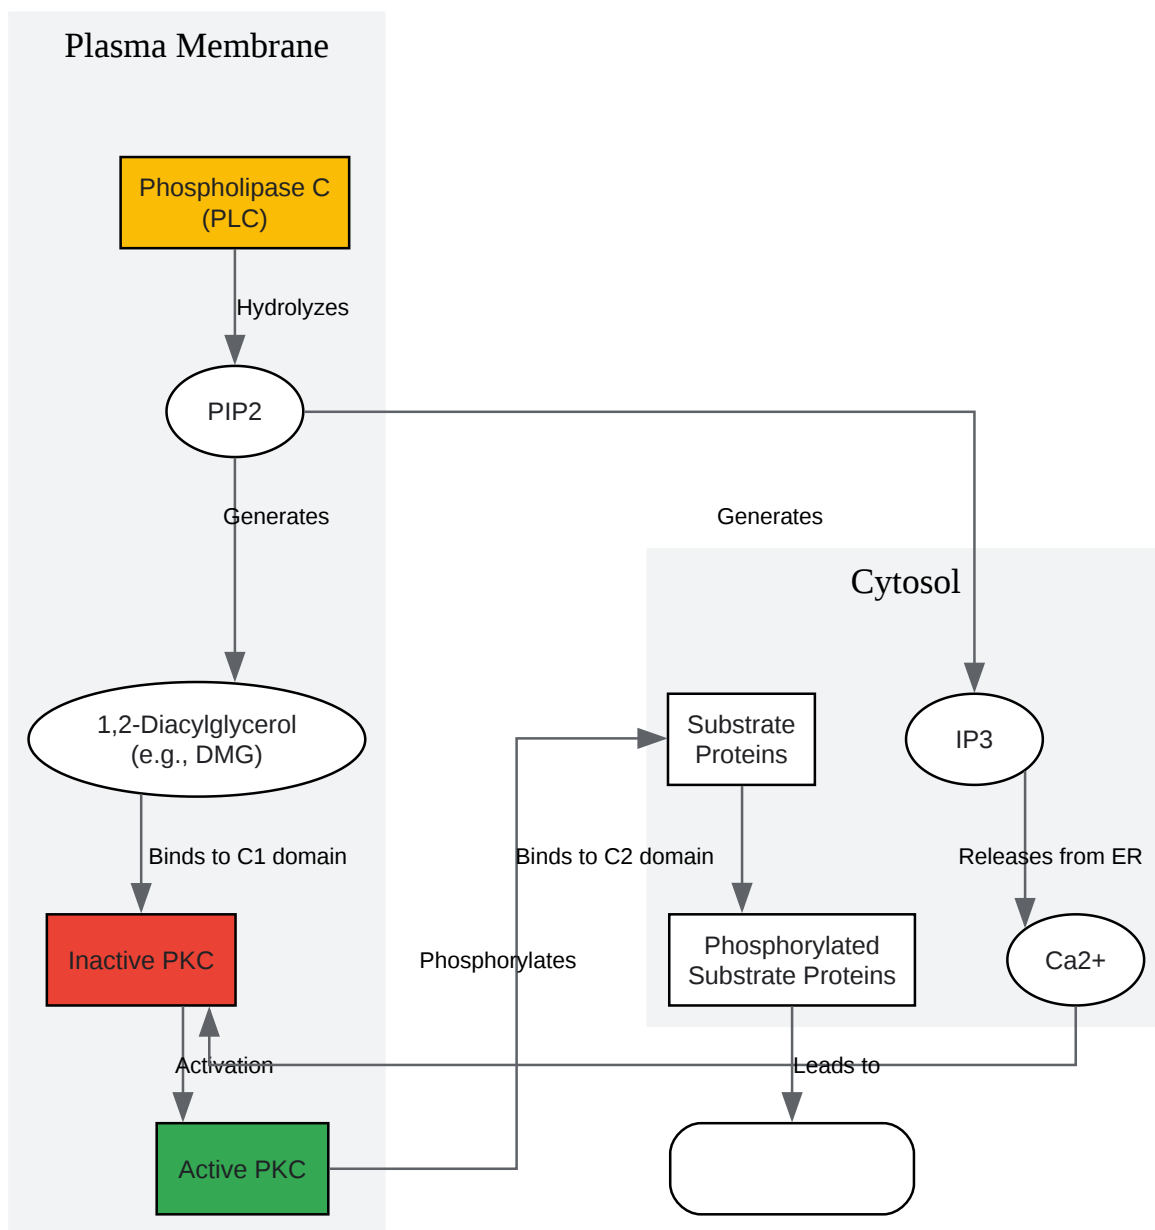 Plasma Membrane
Phospholipase C
(PLC)
Hydrolyzes
PIP2
Generates
Generates
Cytosol
1,2-Diacylglycerol
(e.g., DMG)
Substrate
Proteins
IP3
Binds to C1 domain
Binds to C2 domain
Releases from ER
Inactive PKC
Phosphorylates
Phosphorylated
Substrate Proteins
Ca2+
Activation
Leads to
Active PKC